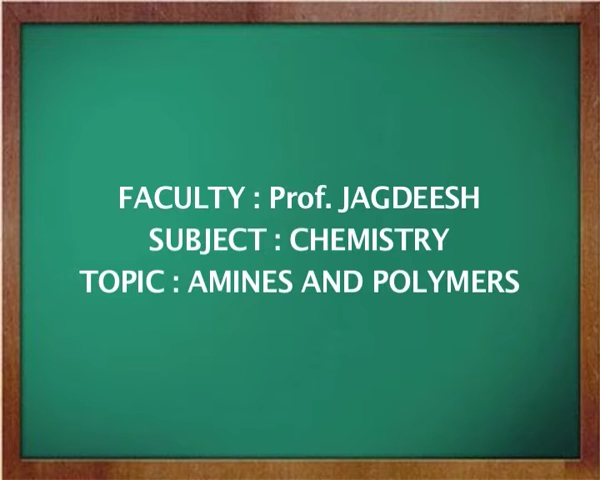 FACULTY : Prof. JAGDEESH
SUBJECT : CHEMISTRY
TOPIC : AMINES AND POLYMERS